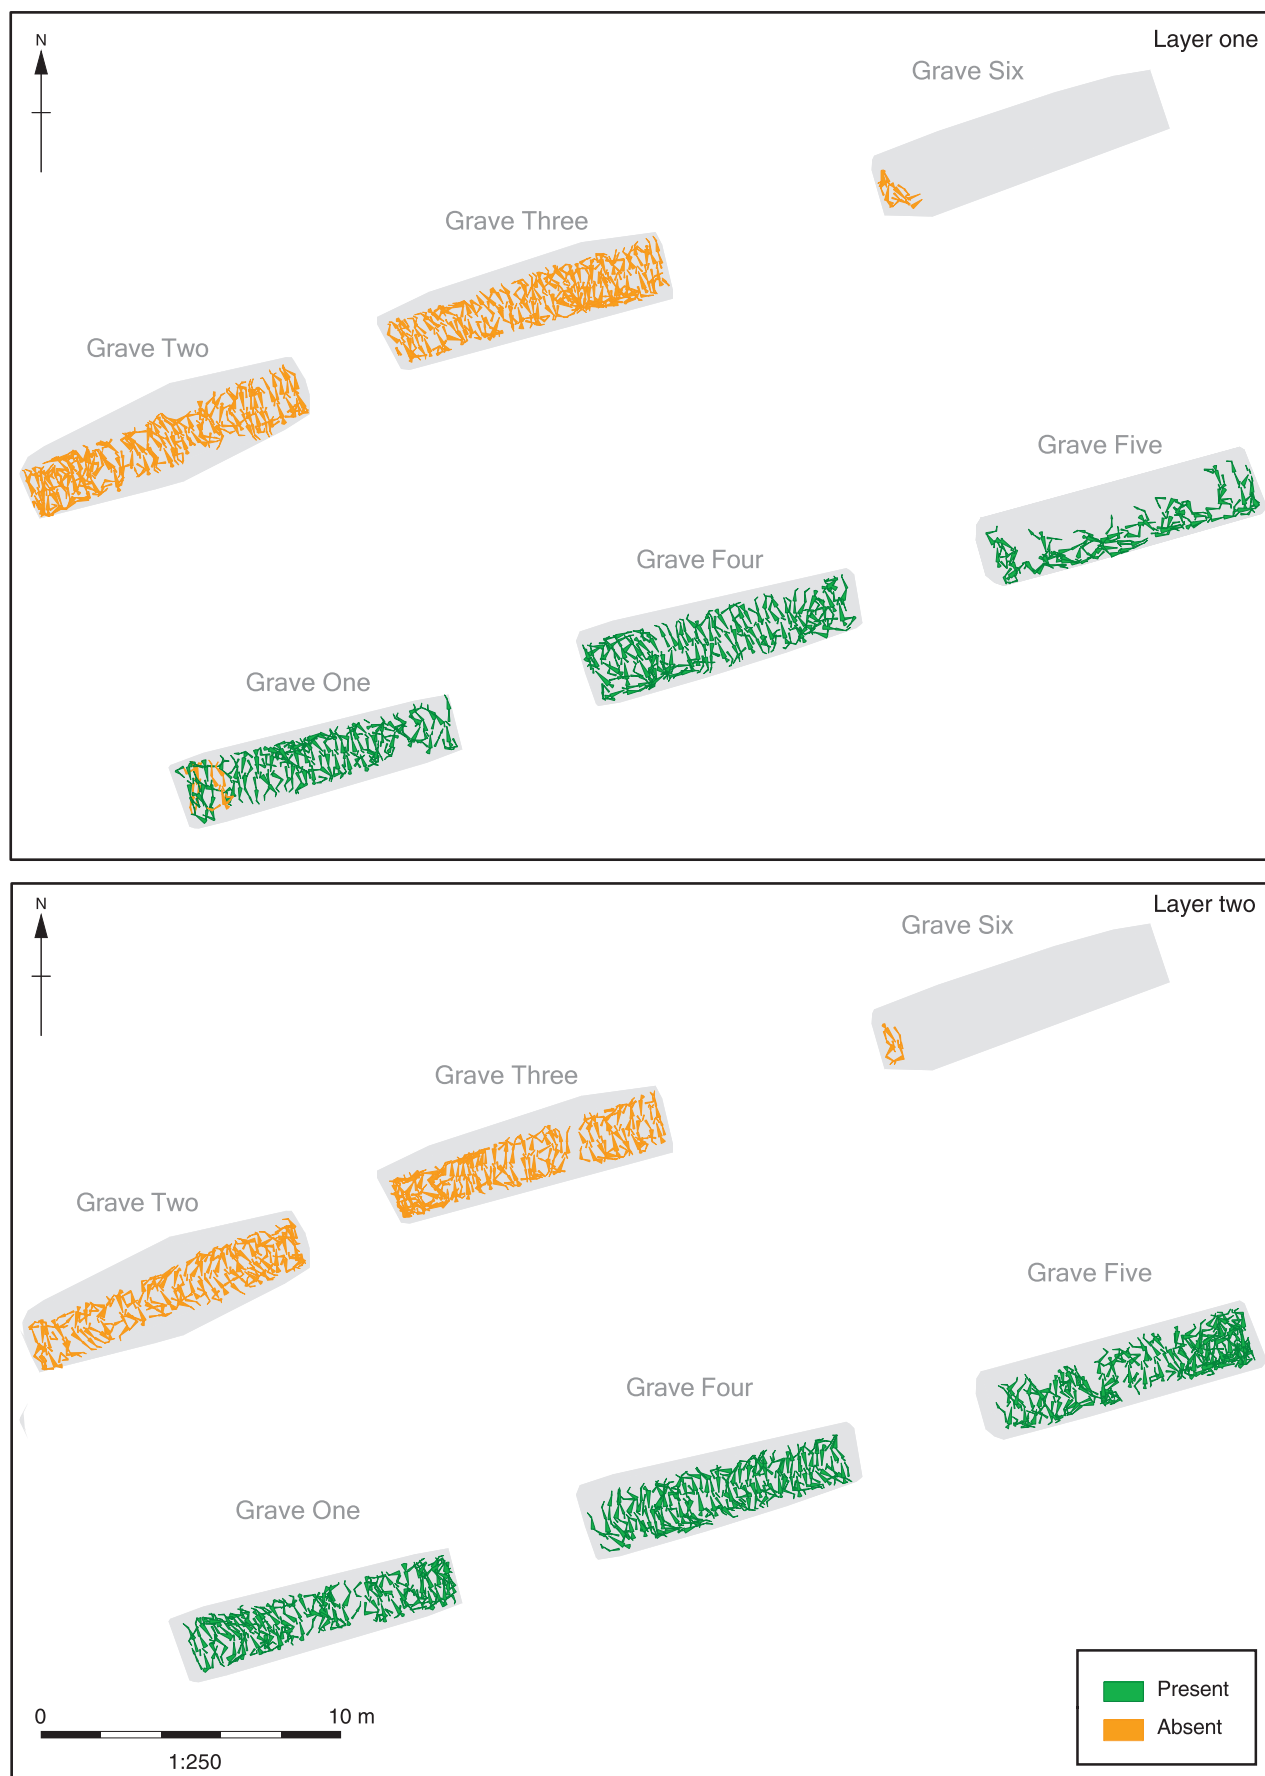 N
Layer one
Grave Six
Grave Three
Grave Two
Grave Five
Grave Four
Grave One
N
Layer two
Grave Six
Grave Three
Grave Two
Grave Five
Grave Four
Grave One
Present
Absent
0 10 m
1:250